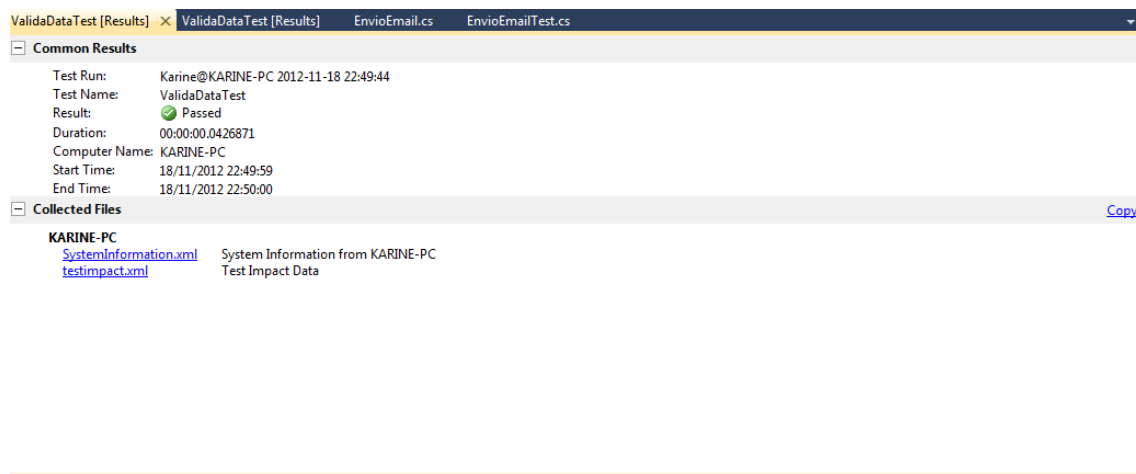 ValidaDataTest [Results] ValidaDataTest [Results] EnvioEmail.cs EnvioEmailTest.cs
Common Results
Test Run: Karine@KARINE-PC 2012-11-18 22:49:44
Test Name: ValidaDataTest
Result: Passed
Duration: 00:00:00.0426871
Computer Name: KARINE-PC
Start Time: 18/11/2012 22:49:59
End Time: 18/11/2012 22:50:00
Collected Files Copy
KARINE-PC
SystemInformation.xml System Information from KARINE-PC
testimpact.xml Test Impact Data